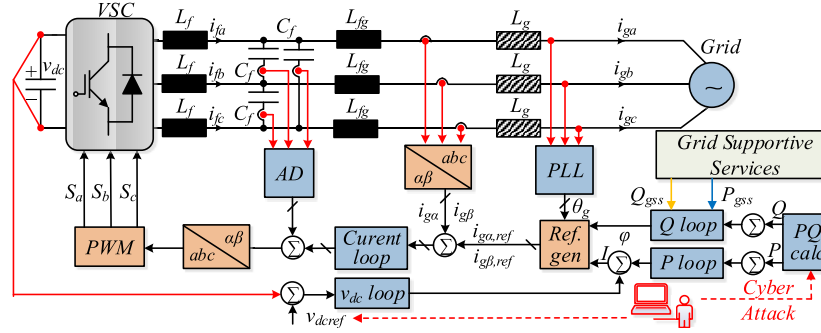 VSC
L_f i_fa C_f L_fg L_g i_ga
Grid
+ v_dc −
L_f i_fb C_f L_fg L_g i_gb
~
L_f i_fc C_f L_fg L_g i_gc
Grid Supportive
Services
S_a S_b S_c
AD
abc
αβ
PLL
Q_gss P_gss
i_gα i_gβ
θ_g
PWM
αβ
abc
Σ
Curent
loop
Σ
i_gα,ref
i_gβ,ref
Ref.
gen
φ
I
Σ
Q loop
Σ
Q
P loop
Σ
P
PQ
calc
Σ
v_dc loop
v_dcref
Cyber
Attack